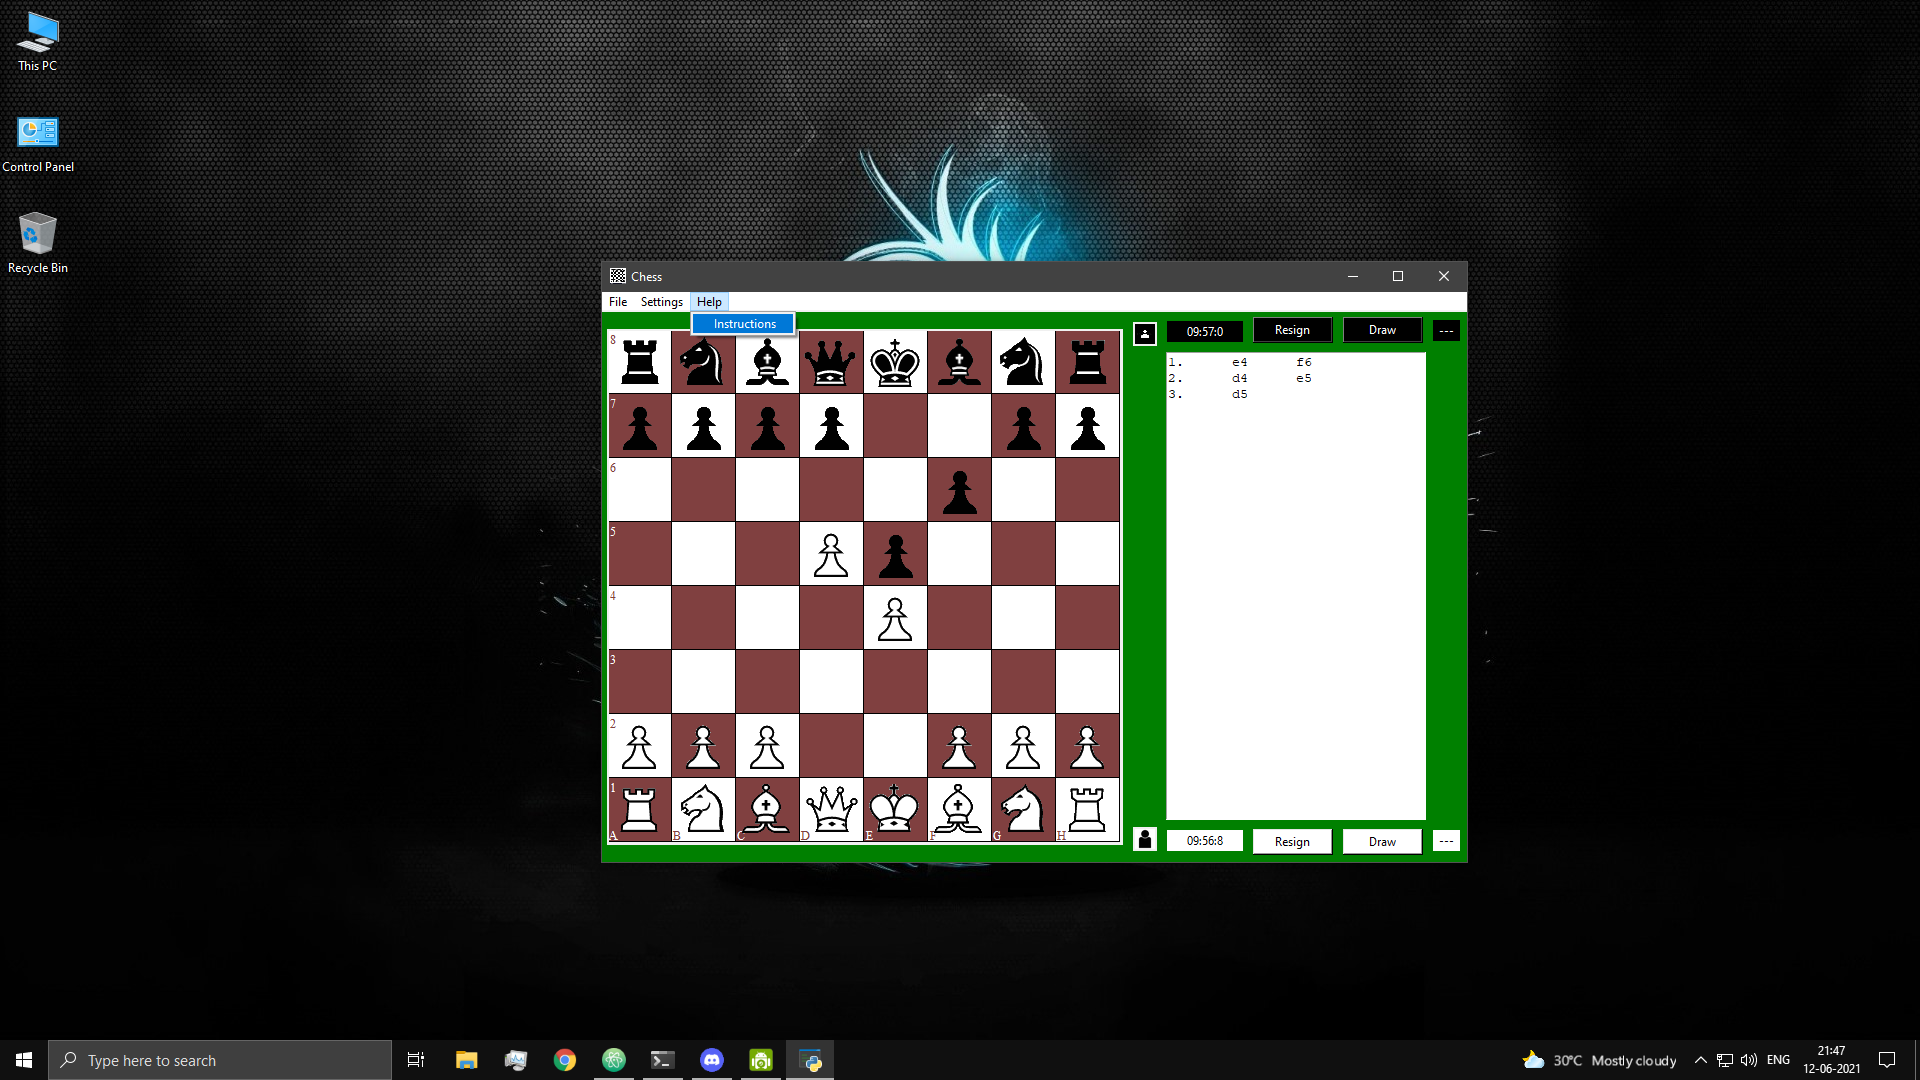 This PC
Control Panel
Recycle Bin
Chess
File Settings Help
Instructions
09:57:0 Resign Draw ---
1. e4 f6
2. d4 e5
3. d5
8
7
6
5
4
3
2
1
A B C D E F G H
09:56:8 Resign Draw ---
Type here to search
30°C Mostly cloudy
ENG
21:47
12-06-2021